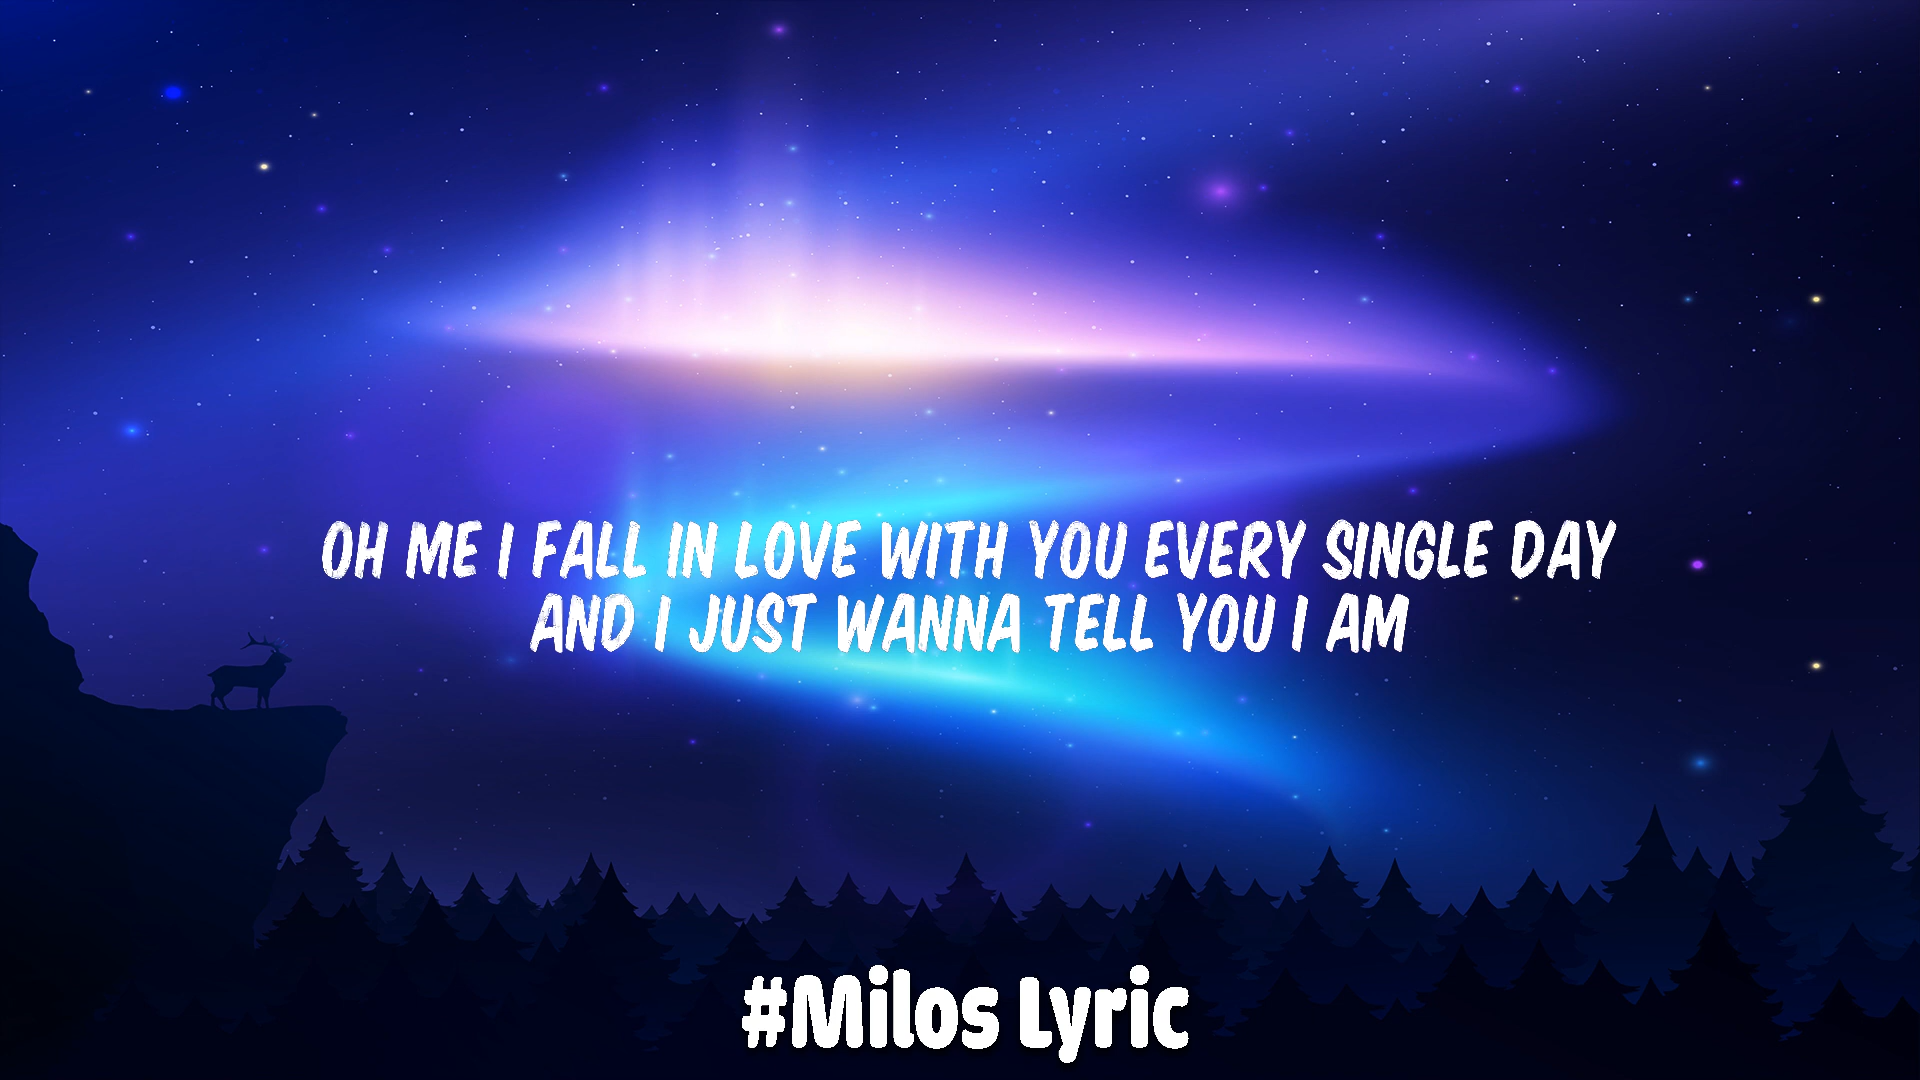 OH ME I FALL IN LOVE WITH YOU EVERY SINGLE DAY
AND I JUST WANNA TELL YOU I AM
#Milos Lyric